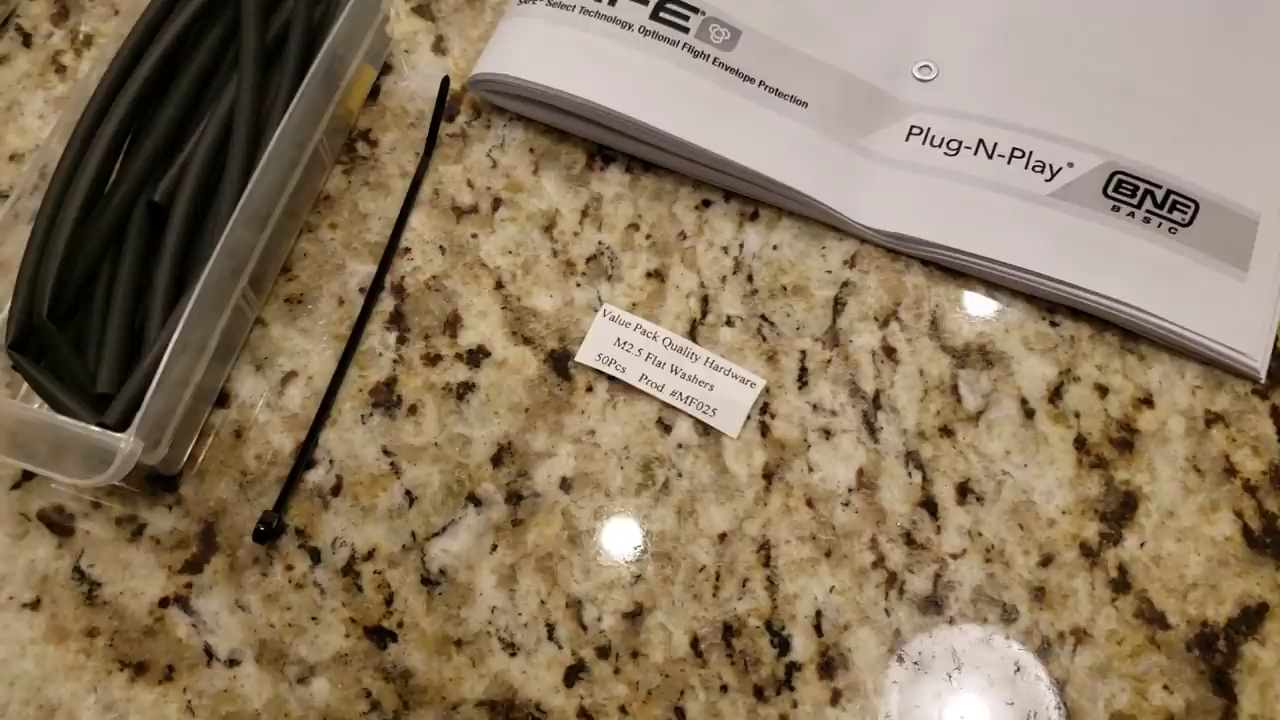 SAFE®
SAFE® Select Technology, Optional Flight Envelope Protection
Plug-N-Play®
BNF
BASIC
Value Pack Quality Hardware
M2.5 Flat Washers
50Pcs Prod. #MF025